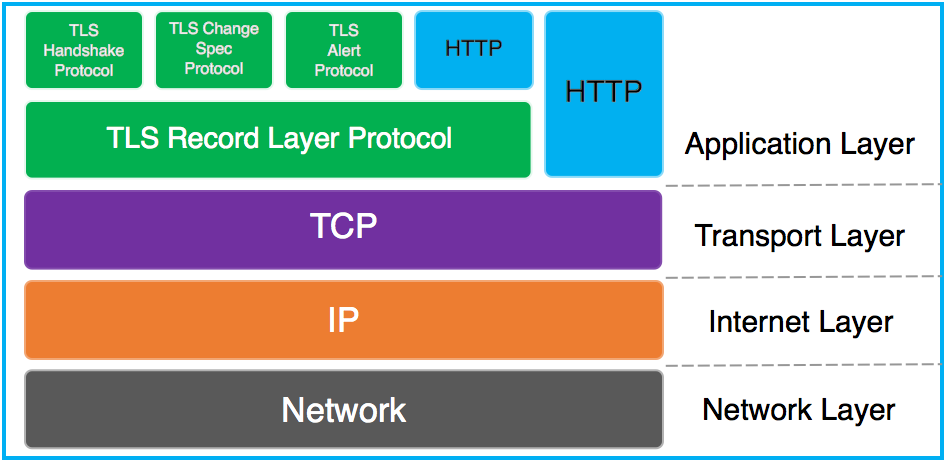 TLS
Handshake
Protocol
TLS Change
Spec
Protocol
TLS
Alert
Protocol
HTTP
HTTP
TLS Record Layer Protocol
Application Layer
TCP
Transport Layer
IP
Internet Layer
Network
Network Layer